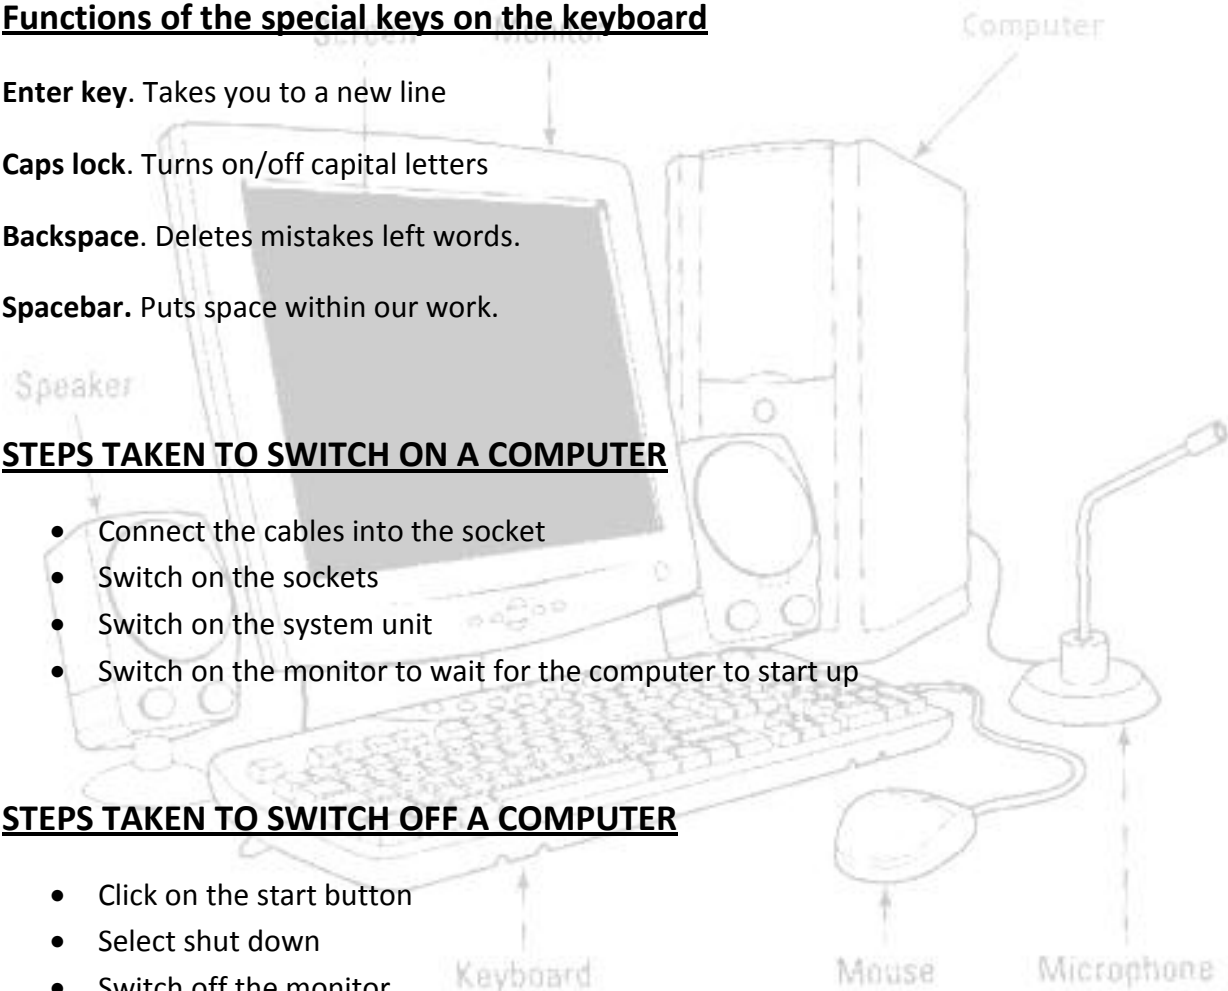 Functions of the special keys on the keyboard
Screen Monitor Computer
Enter key. Takes you to a new line
Caps lock. Turns on/off capital letters
Backspace. Deletes mistakes left words.
Spacebar. Puts space within our work.
Speaker
STEPS TAKEN TO SWITCH ON A COMPUTER
• Connect the cables into the socket
• Switch on the sockets
• Switch on the system unit
• Switch on the monitor to wait for the computer to start up
STEPS TAKEN TO SWITCH OFF A COMPUTER
• Click on the start button
• Select shut down
• Switch off the monitor
Keyboard Mouse Microphone